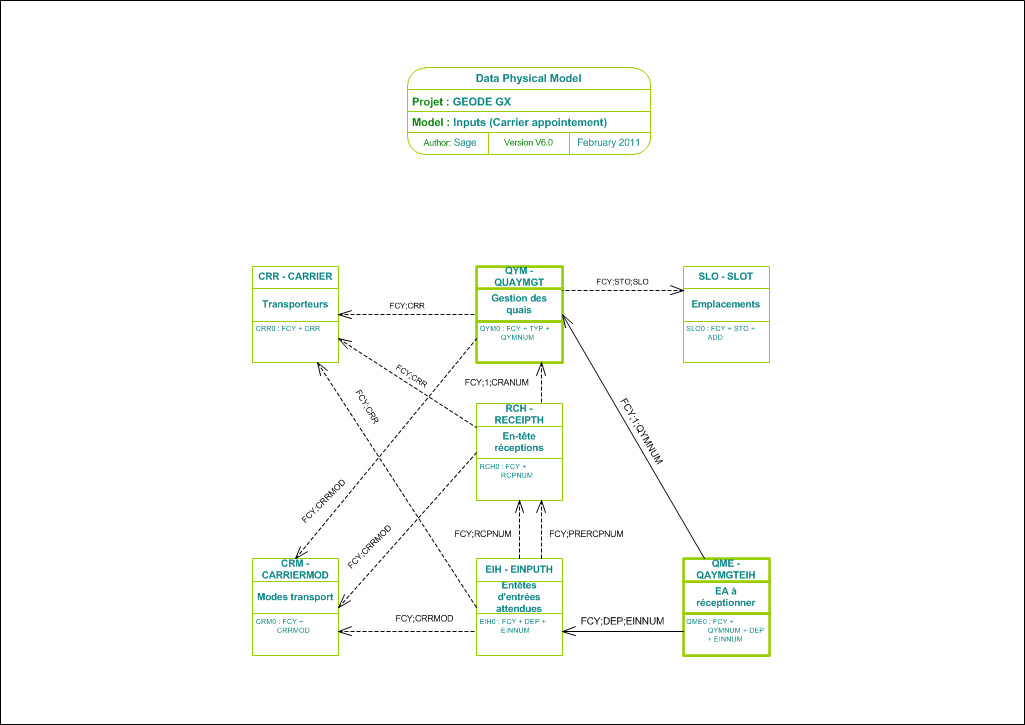 Data Physical Model
Projet : GEODE GX
Model : Inputs (Carrier appointement)
Author: Sage
Version V6.0
February 2011
CRR - CARRIER
Transporteurs
CRR0 : FCY + CRR
QYM -
QUAYMGT
Gestion des
quais
QYM0 : FCY + TYP +
QYMNUM
SLO - SLOT
Emplacements
SLO0 : FCY + STO +
ADD
FCY;CRR
FCY;STO;SLO
FCY;CRR
FCY;1;CRANUM
FCY;CRR
RCH -
RECEIPTH
En-tête
réceptions
RCH0 : FCY +
RCPNUM
FCY;1;QYMNUM
FCY;CRRMOD
FCY;CRRMOD
FCY;RCPNUM
FCY;PRERCPNUM
CRM -
CARRIERMOD
Modes transport
CRM0 : FCY +
CRRMOD
EIH - EINPUTH
Entêtes
d'entrées
attendues
EIH0 : FCY + DEP +
EINNUM
QME -
QAYMGTEIH
EA à
réceptionner
QME0 : FCY +
QYMNUM + DEP
+ EINNUM
FCY;CRRMOD
FCY;DEP;EINNUM